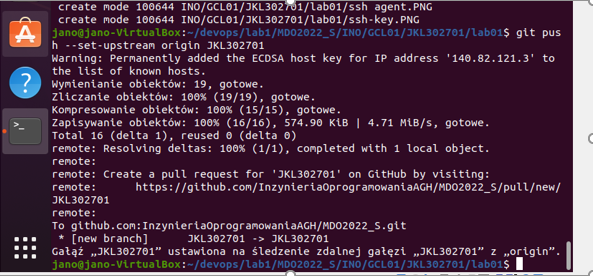 create mode 100644 INO/GCL01/JKL302701/lab01/ssh agent.PNG
create mode 100644 INO/GCL01/JKL302701/lab01/ssh-key.PNG
jano@jano-VirtualBox:~/devops/lab1/MDO2022_S/INO/GCL01/JKL302701/lab01$ git pus
h --set-upstream origin JKL302701
Warning: Permanently added the ECDSA host key for IP address '140.82.121.3' to
the list of known hosts.
Wymienianie obiektów: 19, gotowe.
Zliczanie obiektów: 100% (19/19), gotowe.
Kompresowanie obiektów: 100% (15/15), gotowe.
Zapisywanie obiektów: 100% (16/16), 574.90 KiB | 4.71 MiB/s, gotowe.
Total 16 (delta 1), reused 0 (delta 0)
remote: Resolving deltas: 100% (1/1), completed with 1 local object.
remote:
remote: Create a pull request for 'JKL302701' on GitHub by visiting:
remote:      https://github.com/InzynieriaOprogramowaniaAGH/MDO2022_S/pull/new/
JKL302701
remote:
To github.com:InzynieriaOprogramowaniaAGH/MDO2022_S.git
 * [new branch]      JKL302701 -> JKL302701
Gałąź „JKL302701” ustawiona na śledzenie zdalnej gałęzi „JKL302701” z „origin”.
jano@jano-VirtualBox:~/devops/lab1/MDO2022_S/INO/GCL01/JKL302701/lab01$